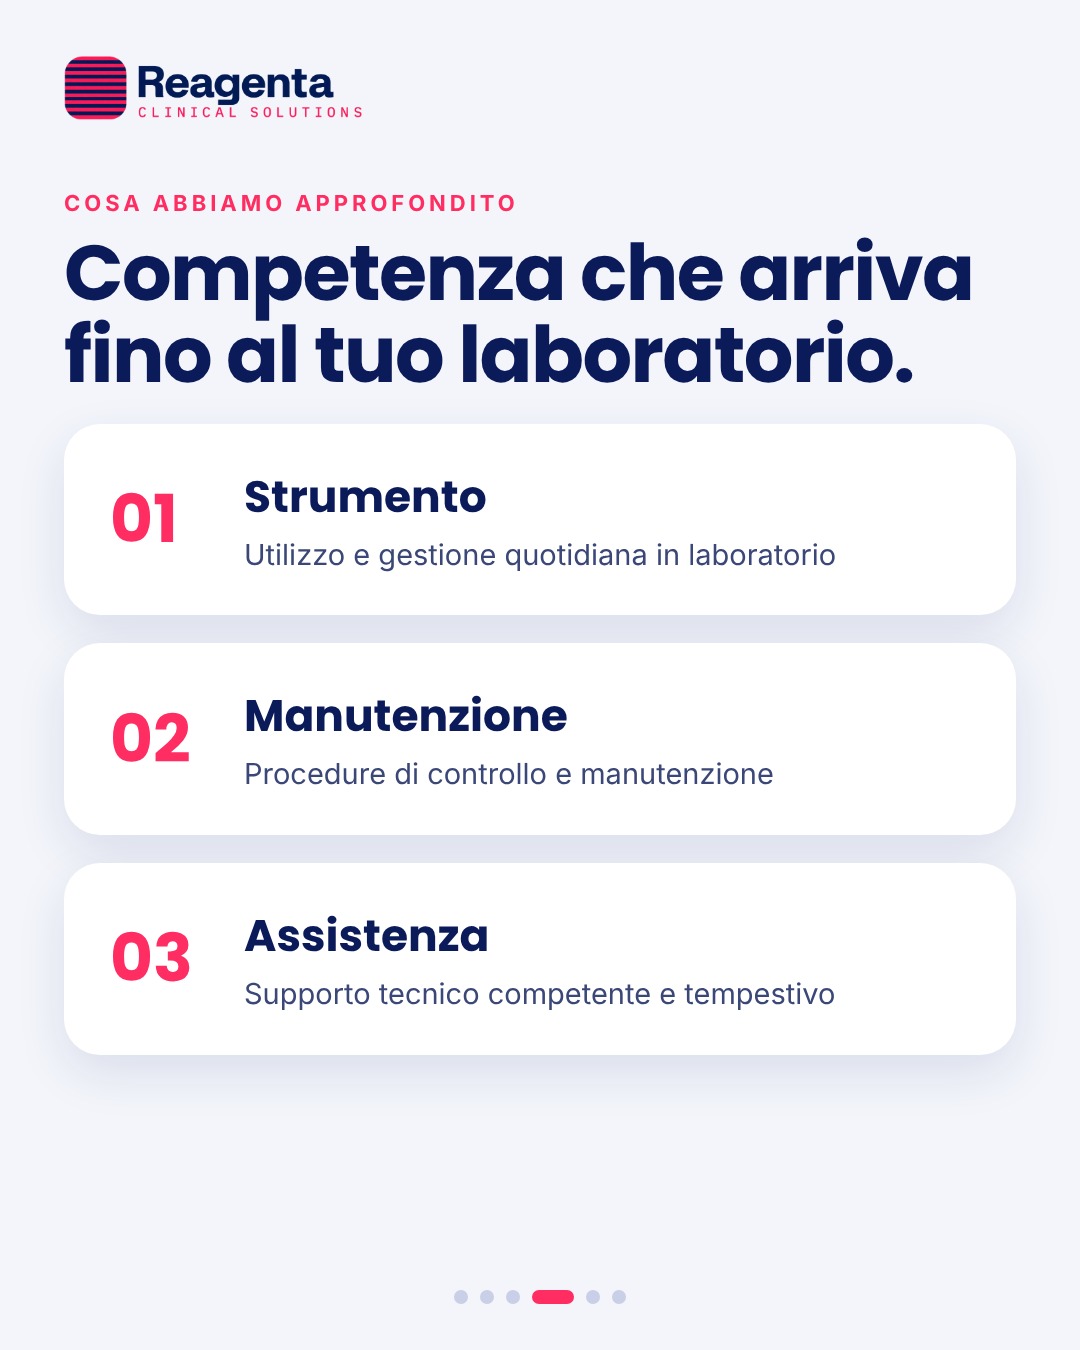 Reagenta
CLINICAL SOLUTIONS
COSA ABBIAMO APPROFONDITO
Competenza che arriva
fino al tuo laboratorio.
01
Strumento
Utilizzo e gestione quotidiana in laboratorio
02
Manutenzione
Procedure di controllo e manutenzione
03
Assistenza
Supporto tecnico competente e tempestivo